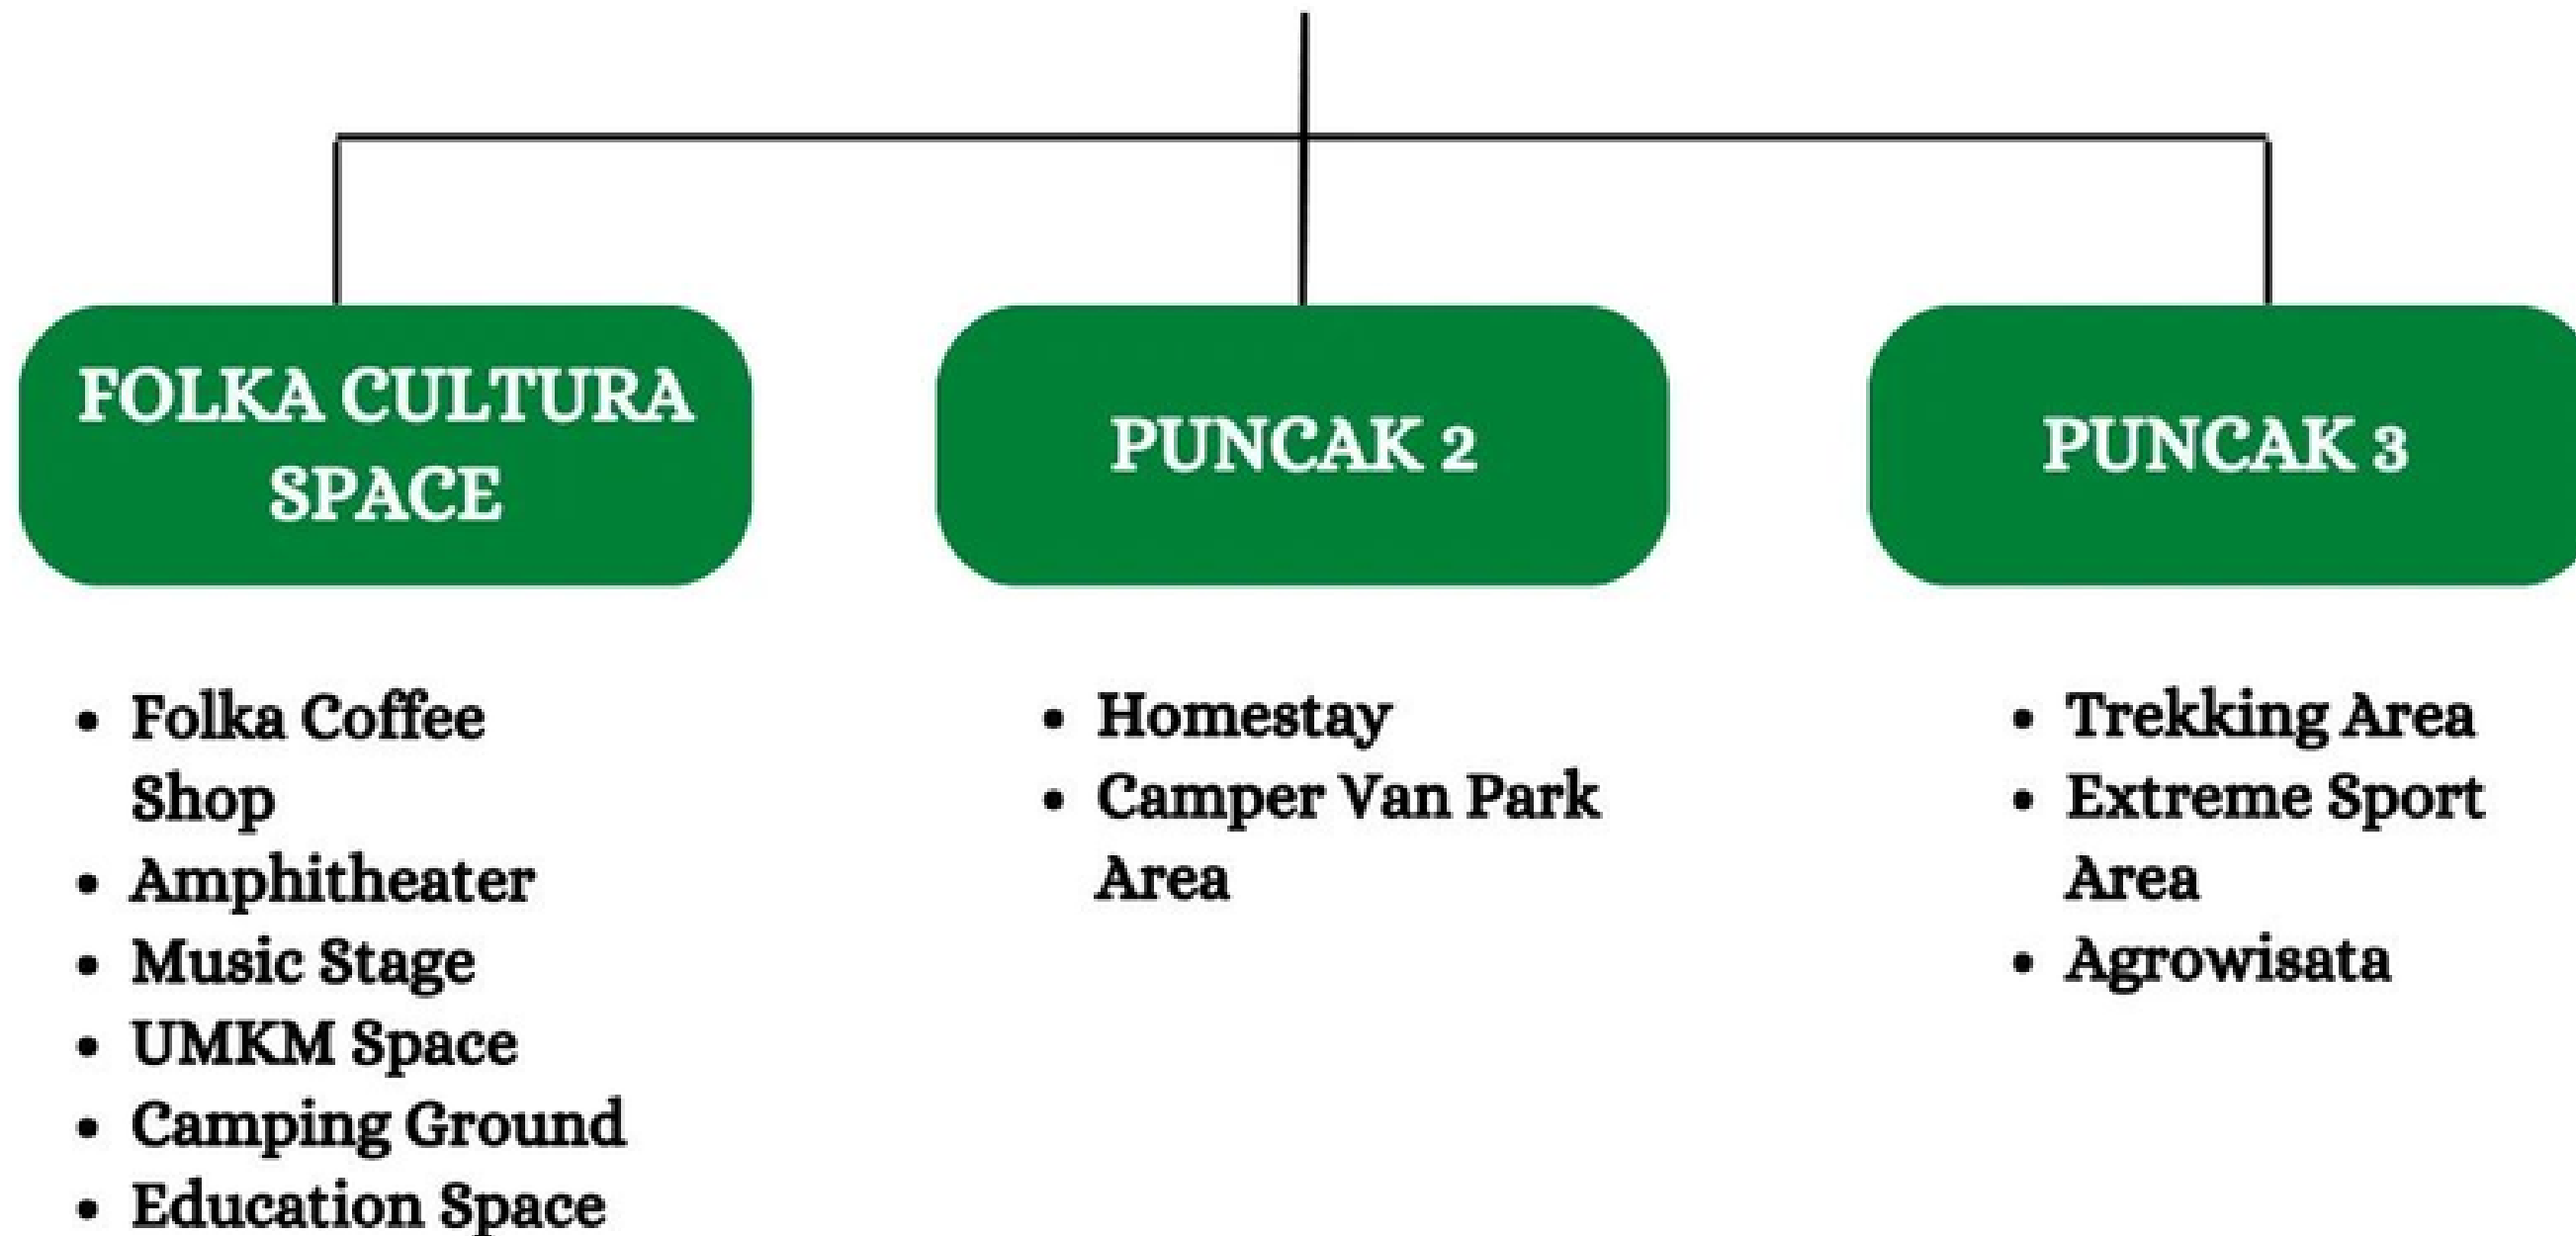 FOLKA CULTURA
SPACE
• Folka Coffee
Shop
• Amphitheater
• Music Stage
• UMKM Space
• Camping Ground
• Education Space
PUNCAK 2
• Homestay
• Camper Van Park
Area
PUNCAK 3
• Trekking Area
• Extreme Sport
Area
• Agrowisata